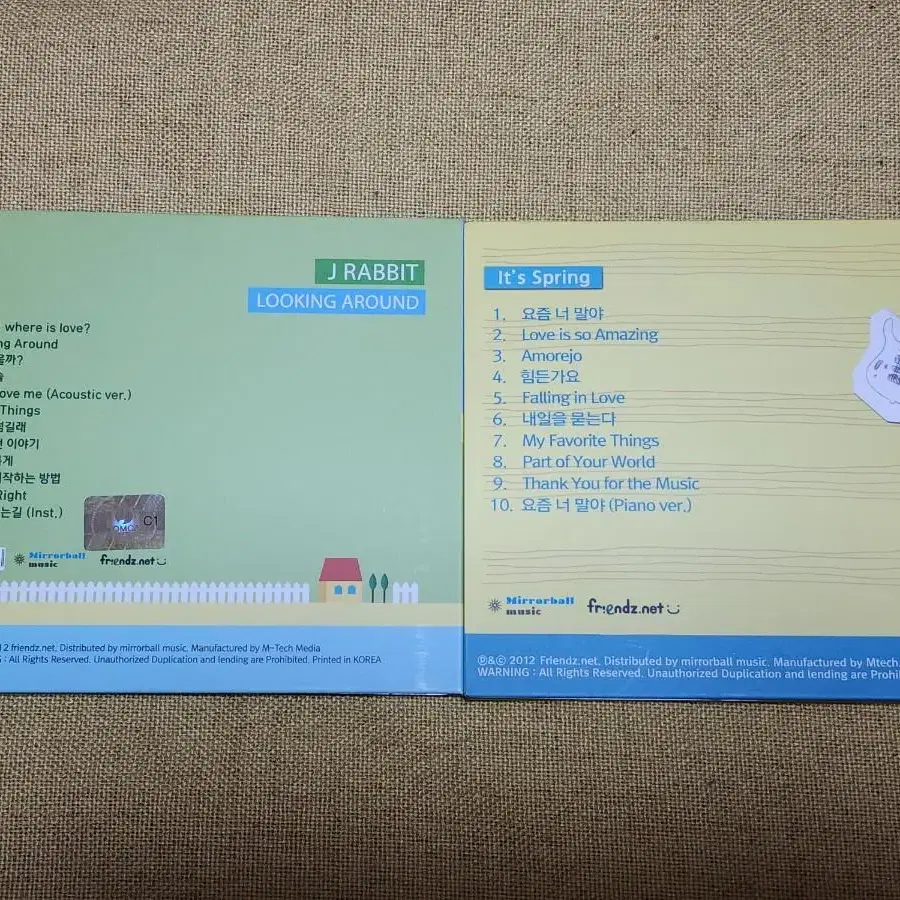 J RABBIT
LOOKING AROUND
where is love?
Around
까?
ove me (Acoustic ver.)
Things
길래
이야기
게
작하는 방법
Right
는길 (Inst.)
C1
Mirrorball
music
friendz.net
2 friendz.net. Distributed by mirrorball music. Manufactured by M-Tech Media
: All Rights Reserved. Unauthorized Duplication and lending are Prohibited. Printed in KOREA
It's Spring
1. 요즘 너 말야
2. Love is so Amazing
3. Amorejo
4. 힘든가요
5. Falling in Love
6. 내일을 묻는다
7. My Favorite Things
8. Part of Your World
9. Thank You for the Music
10. 요즘 너 말야 (Piano ver.)
Mirrorball
music
friendz.net
℗&© 2012 Friendz.net. Distributed by mirrorball music. Manufactured by Mtech.
WARNING : All Rights Reserved. Unauthorized Duplication and lending are Prohi